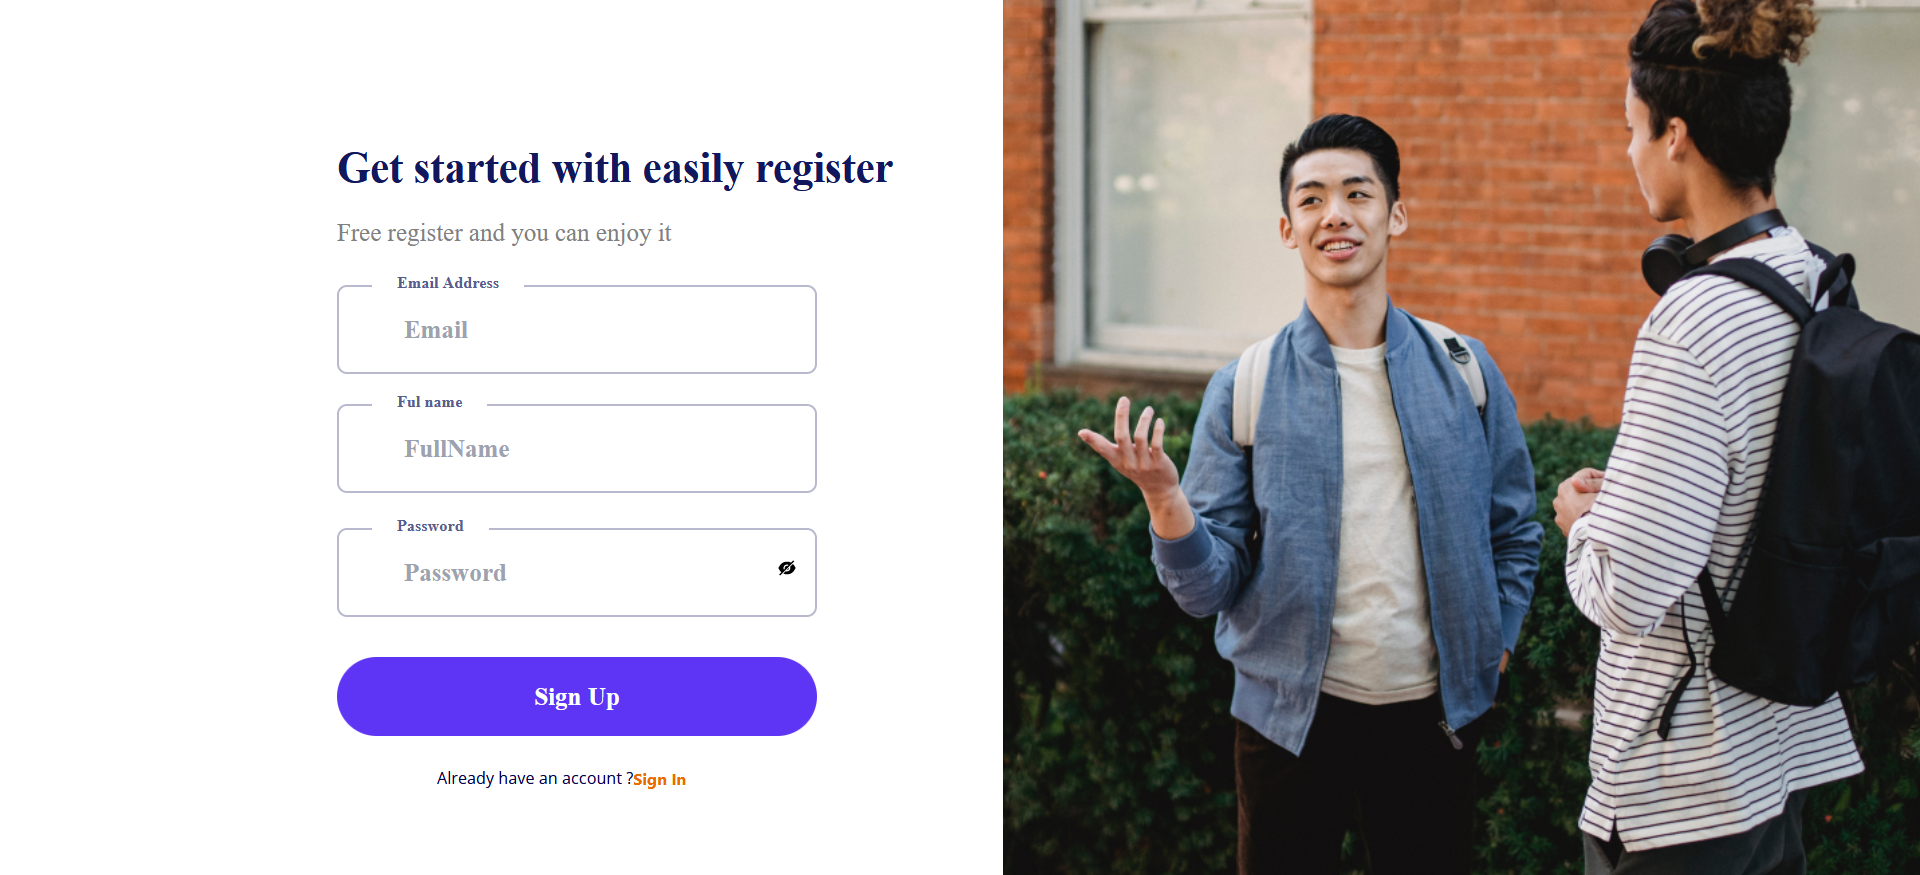 Get started with easily register
Free register and you can enjoy it
Email Address
Email
Ful name
FullName
Password
Password
Sign Up
Already have an account ?Sign In